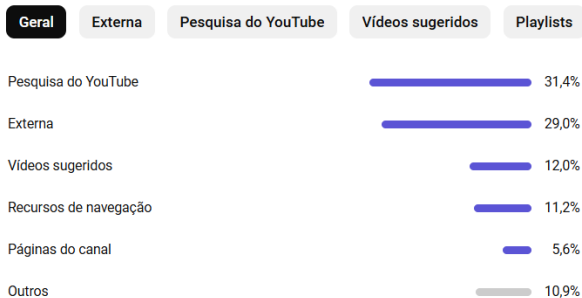 Geral Externa Pesquisa do YouTube Vídeos sugeridos Playlists
Pesquisa do YouTube 31,4%
Externa 29,0%
Vídeos sugeridos 12,0%
Recursos de navegação 11,2%
Páginas do canal 5,6%
Outros 10,9%